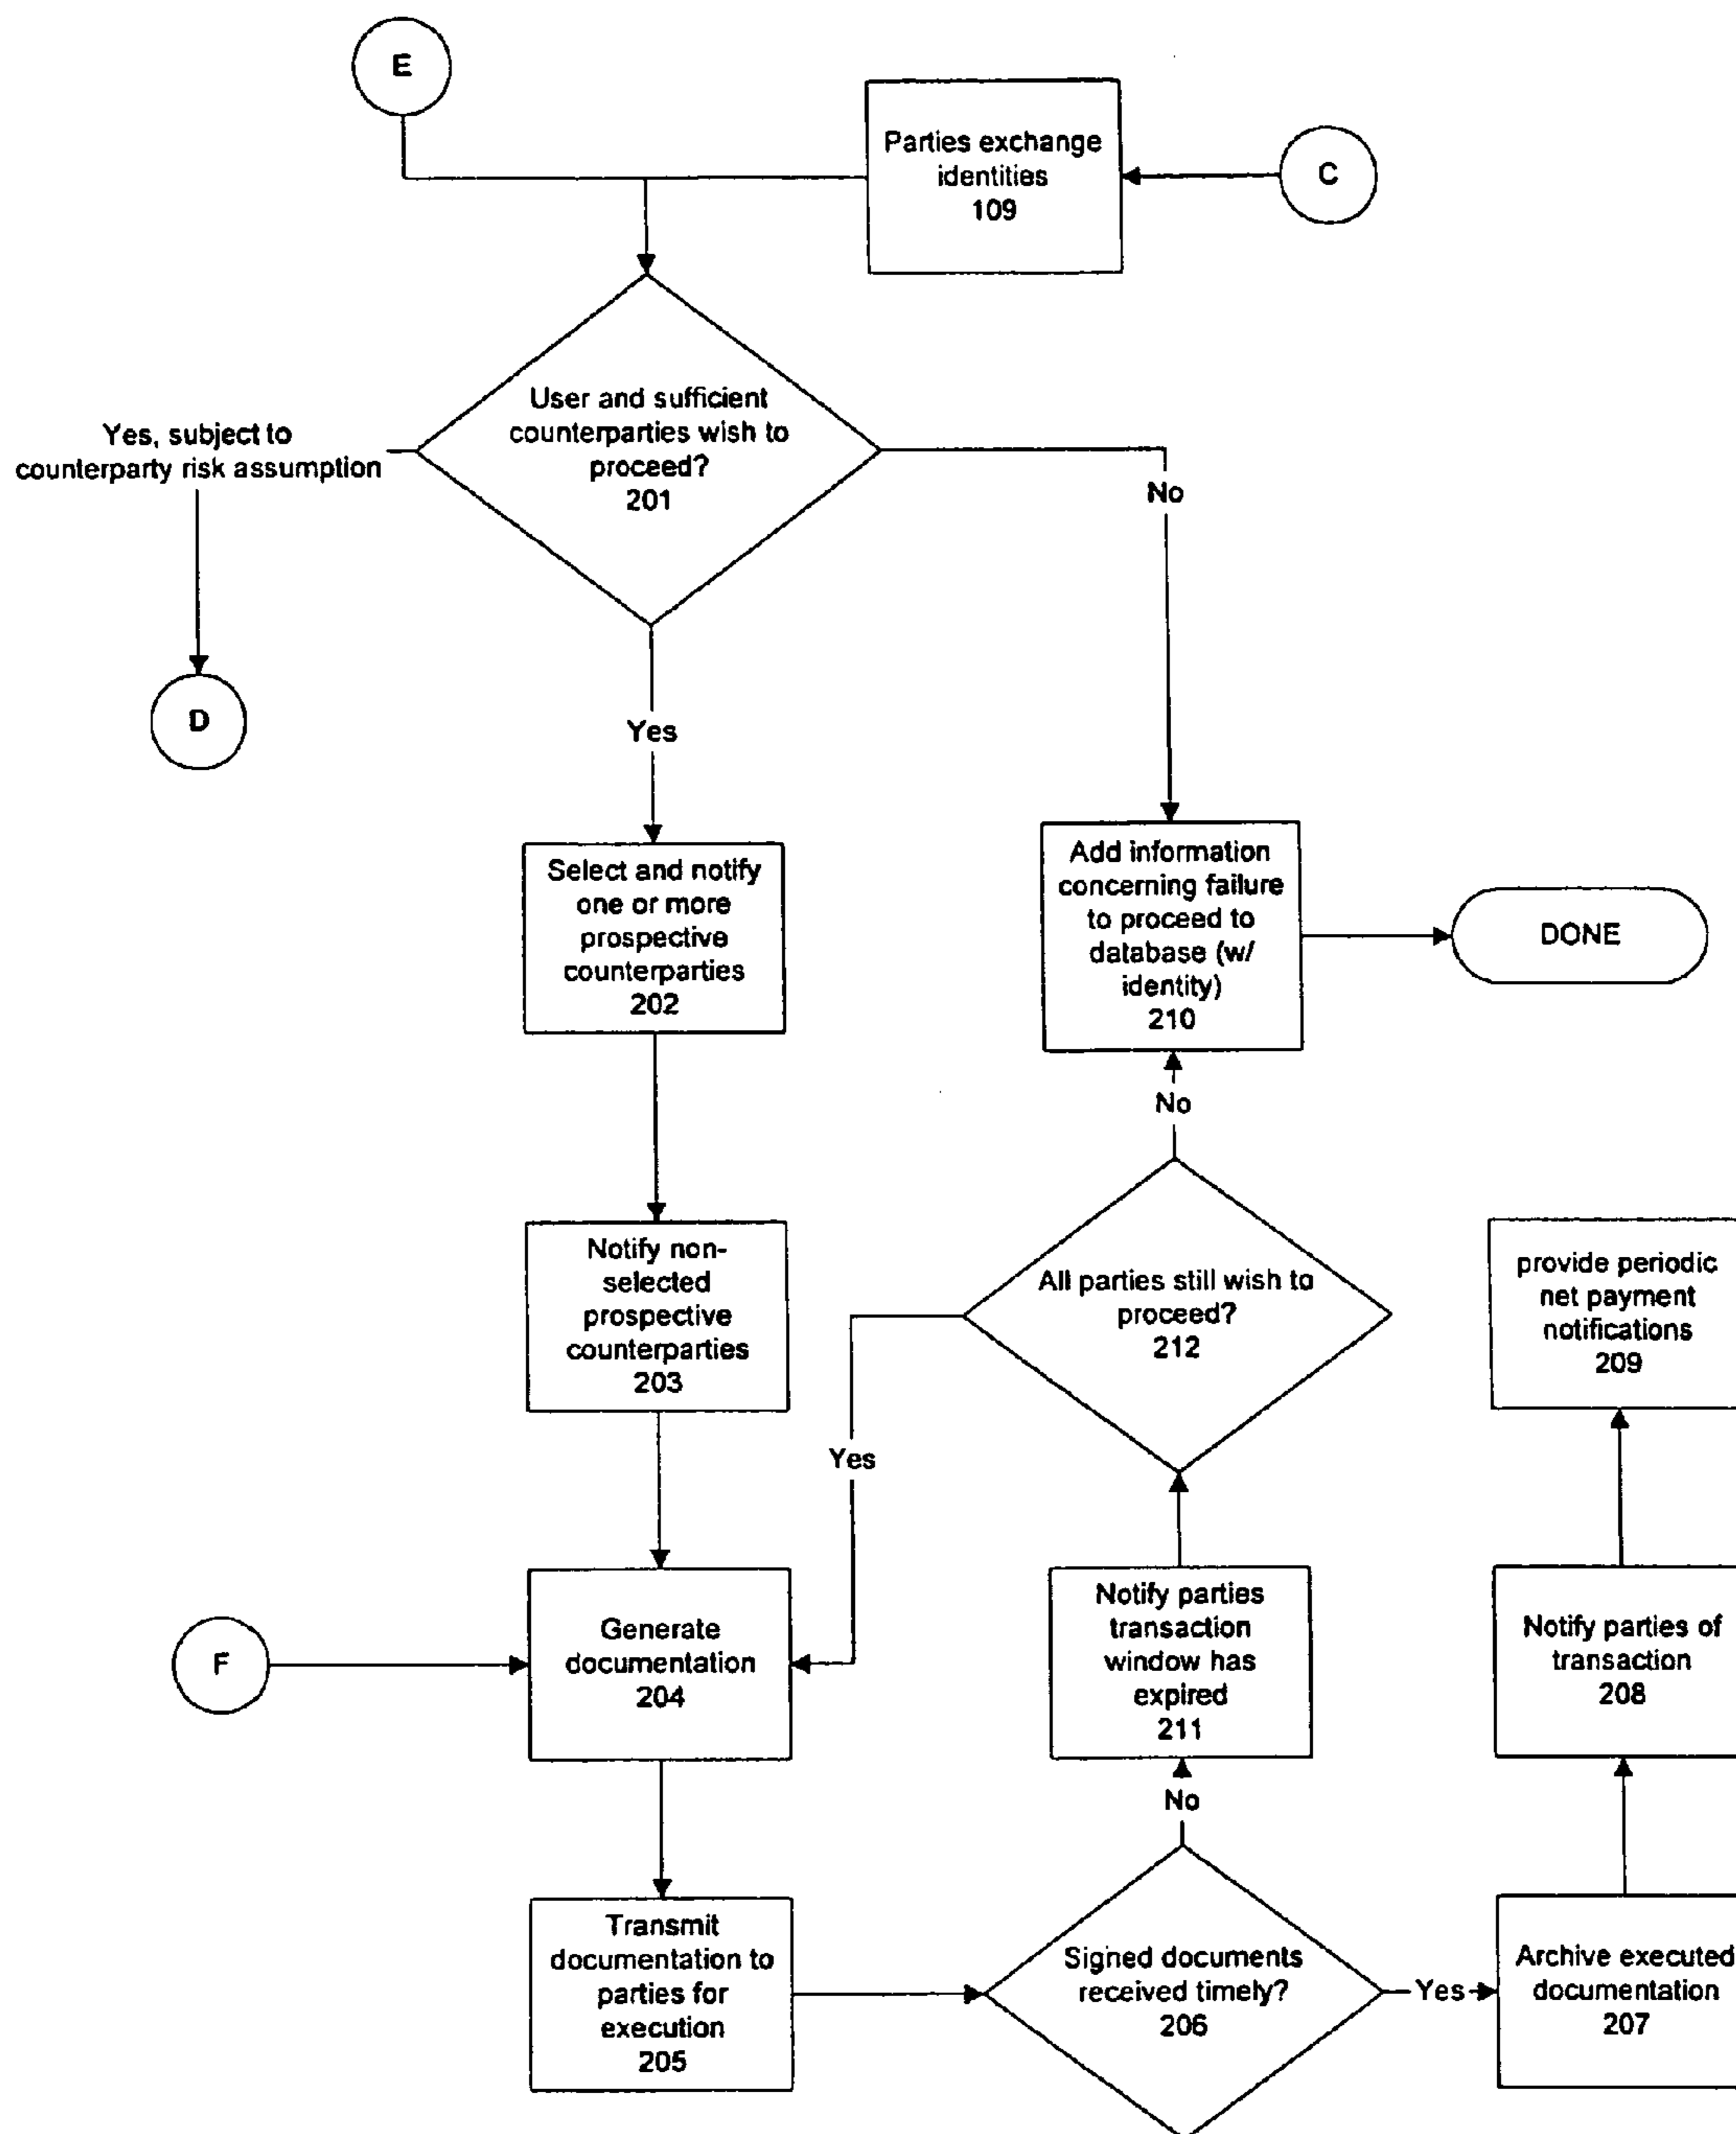 E
Parties exchange
identities
109
C
User and sufficient
counterparties wish to
proceed?
201
Yes, subject to
counterparty risk assumption
No
D
Yes
Select and notify
one or more
prospective
counterparties
202
Add information
concerning failure
to proceed to
database (w/
identity)
210
DONE
No
Notify non-
selected
prospective
counterparties
203
All parties still wish to
proceed?
212
provide periodic
net payment
notifications
209
Yes
F
Generate
documentation
204
Notify parties
transaction
window has
expired
211
Notify parties of
transaction
208
No
Transmit
documentation to
parties for
execution
205
Signed documents
received timely?
206
Yes
Archive executed
documentation
207